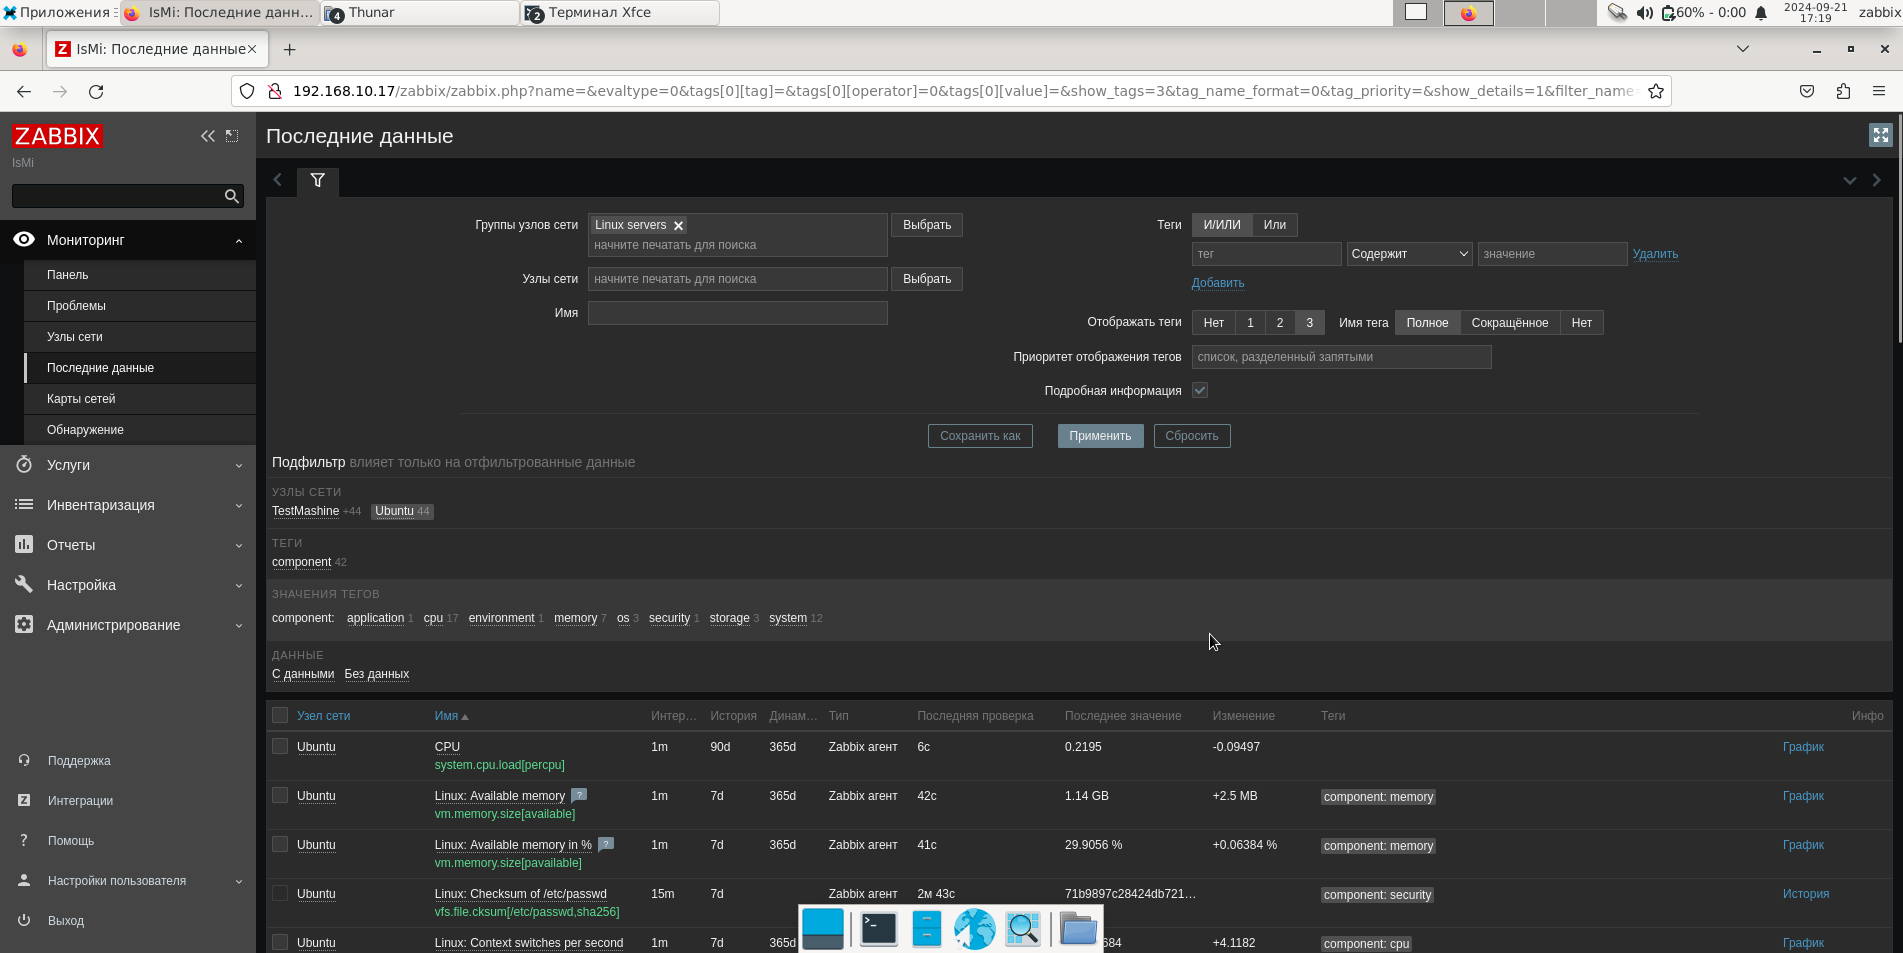 Приложения
IsMi: Последние данн…
4 Thunar
2 Терминал Xfce
60% - 0:00
2024-09-21
17:19
zabbix
IsMi: Последние данные
192.168.10.17/zabbix/zabbix.php?name=&evaltype=0&tags[0][tag]=&tags[0][operator]=0&tags[0][value]=&show_tags=3&tag_name_format=0&tag_priority=&show_details=1&filter_name=
ZABBIX
IsMi
Мониторинг
Панель
Проблемы
Узлы сети
Последние данные
Карты сетей
Обнаружение
Услуги
Инвентаризация
Отчеты
Настройка
Администрирование
Поддержка
Z Интеграции
? Помощь
Настройки пользователя
Выход
Последние данные
Группы узлов сети Linux servers Выбрать
начните печатать для поиска
Узлы сети начните печатать для поиска Выбрать
Имя
Теги И/ИЛИ Или
тег Содержит значение Удалить
Добавить
Отображать теги Нет 1 2 3 Имя тега Полное Сокращённое Нет
Приоритет отображения тегов список, разделенный запятыми
Подробная информация
Сохранить как Применить Сбросить
Подфильтр влияет только на отфильтрованные данные
УЗЛЫ СЕТИ
TestMashine +44 Ubuntu 44
ТЕГИ
component 42
ЗНАЧЕНИЯ ТЕГОВ
component: application 1 cpu 17 environment 1 memory 7 os 3 security 1 storage 3 system 12
ДАННЫЕ
С данными Без данных
Узел сети Имя Интер… История Динам… Тип Последняя проверка Последнее значение Изменение Теги Инфо
Ubuntu CPU 1m 90d 365d Zabbix агент 6с 0.2195 -0.09497 График
system.cpu.load[percpu]
Ubuntu Linux: Available memory ? 1m 7d 365d Zabbix агент 42с 1.14 GB +2.5 MB component: memory График
vm.memory.size[available]
Ubuntu Linux: Available memory in % ? 1m 7d 365d Zabbix агент 41с 29.9056 % +0.06384 % component: memory График
vm.memory.size[pavailable]
Ubuntu Linux: Checksum of /etc/passwd 15m 7d Zabbix агент 2м 43с 71b9897c28424db721… component: security История
vfs.file.cksum[/etc/passwd,sha256]
Ubuntu Linux: Context switches per second 1m 7d 365d 684 +4.1182 component: cpu График